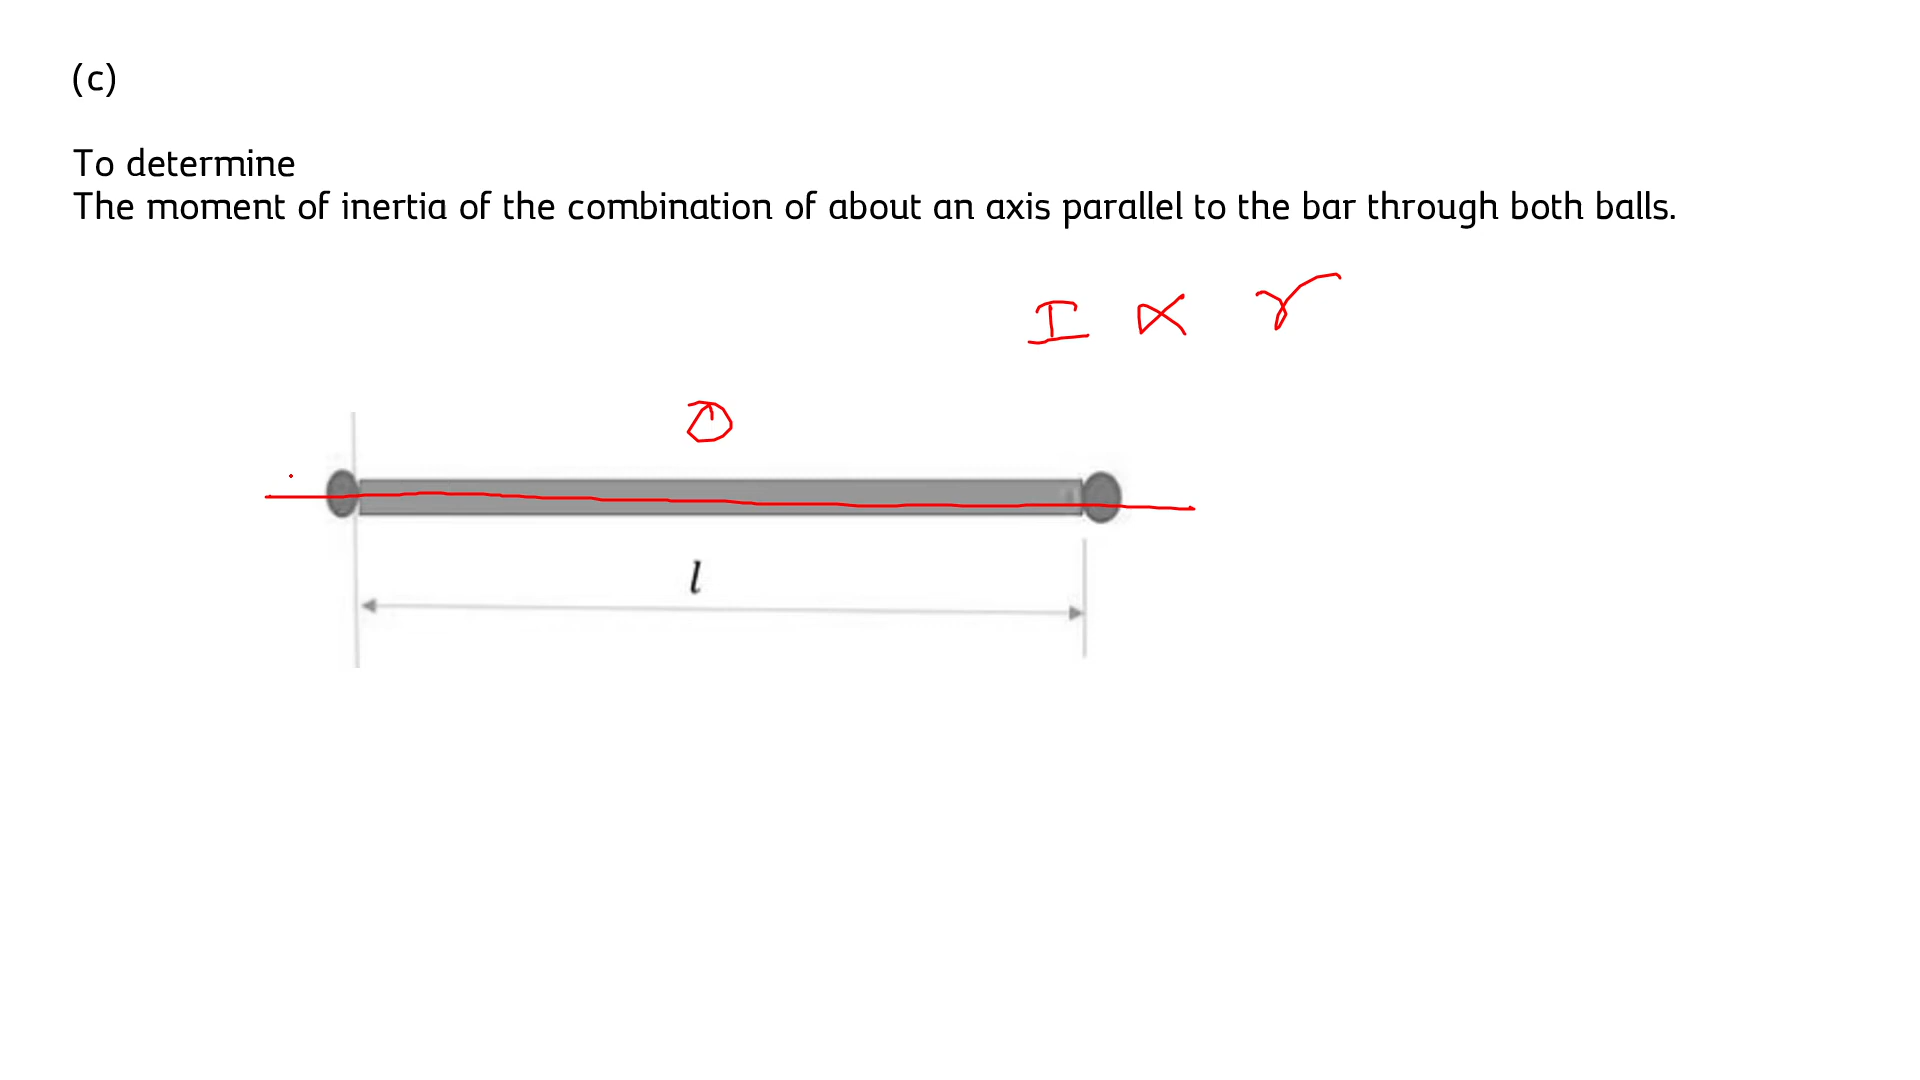 (c)
To determine
The moment of inertia of the combination of about an axis parallel to the bar through both balls.
I ∝ r
l